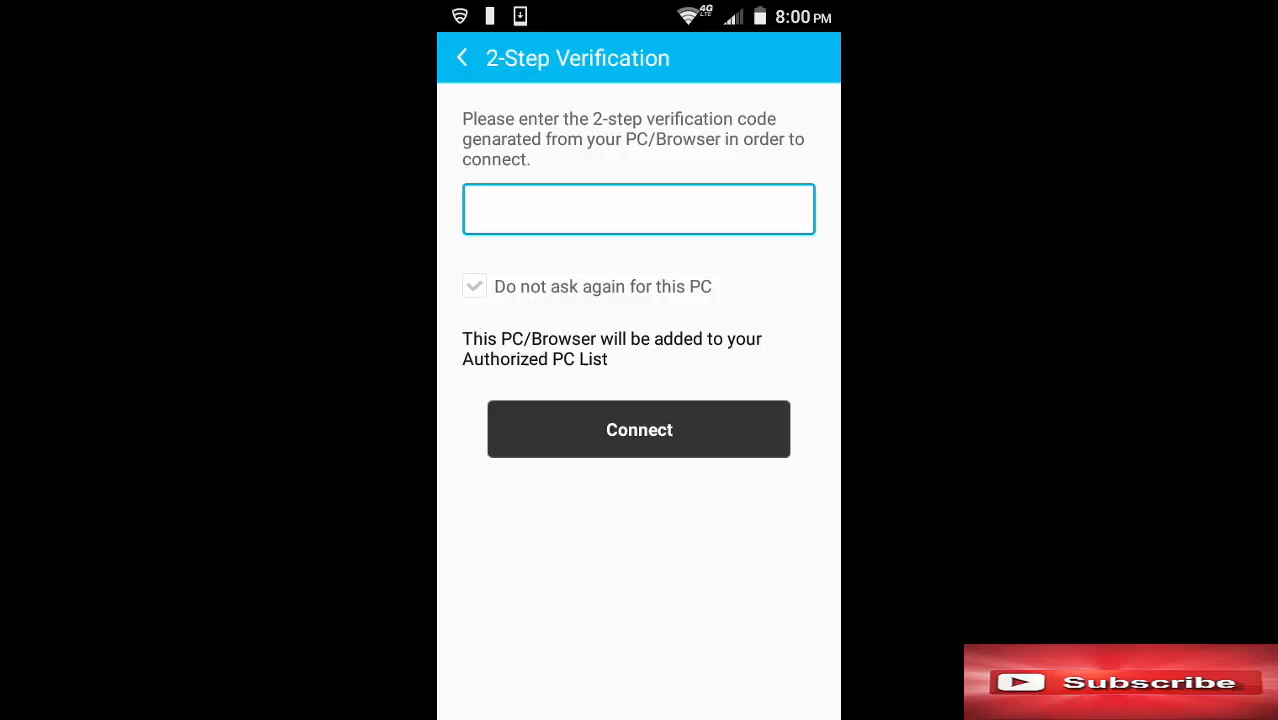 4G
LTE
8:00 PM
2-Step Verification
Please enter the 2-step verification code
genarated from your PC/Browser in order to
connect.
Do not ask again for this PC
This PC/Browser will be added to your
Authorized PC List
Connect
Subscribe